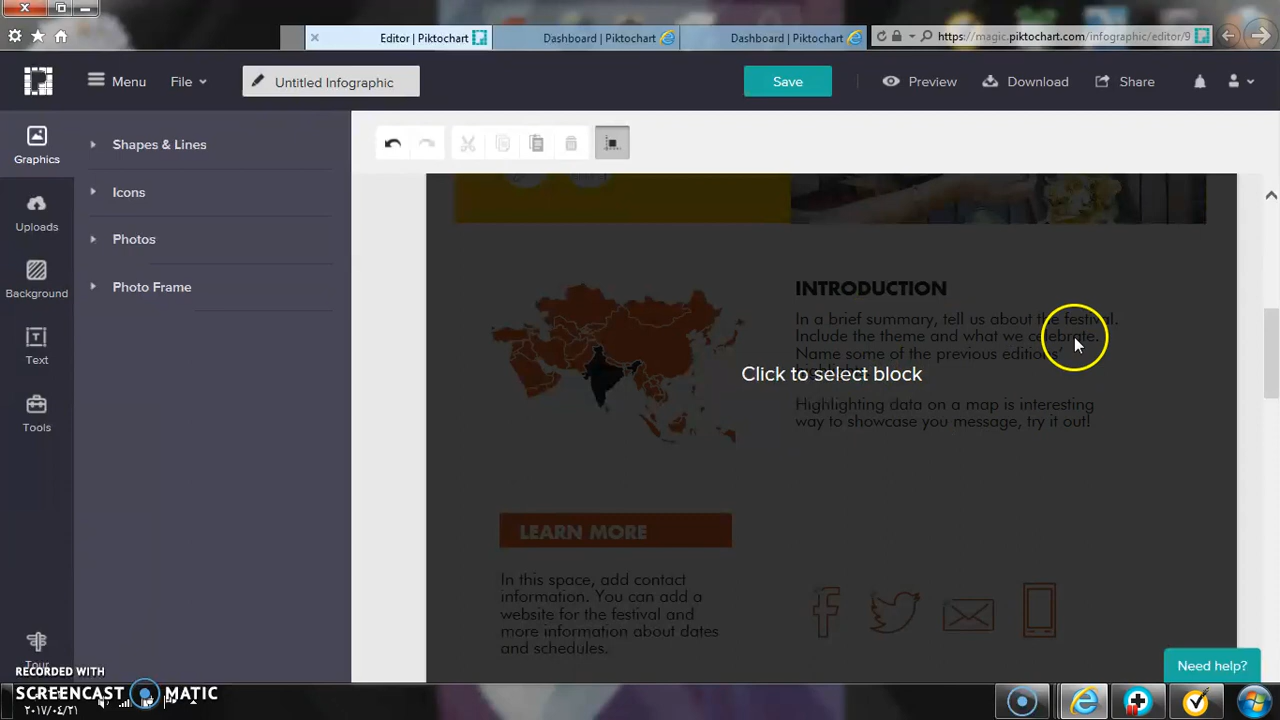 Editor | Piktochart
Dashboard | Piktochart
Dashboard | Piktochart
https://magic.piktochart.com/infographic/editor/9
Menu
File
Untitled Infographic
Save
Preview
Download
Share
Graphics
Uploads
Background
Text
Tools
Tour
Shapes & Lines
Icons
Photos
Photo Frame
INTRODUCTION
In a brief summary, tell us about the festival.
Include the theme and what we celebrate.
Name some of the previous editions'
Click to select block
Highlighting data on a map is interesting
way to showcase you message, try it out!
LEARN MORE
In this space, add contact
information. You can add a
website for the festival and
more information about dates
and schedules.
Need help?
RECORDED WITH
SCREENCAST MATIC
٢٠١٧/٠٤/٢١